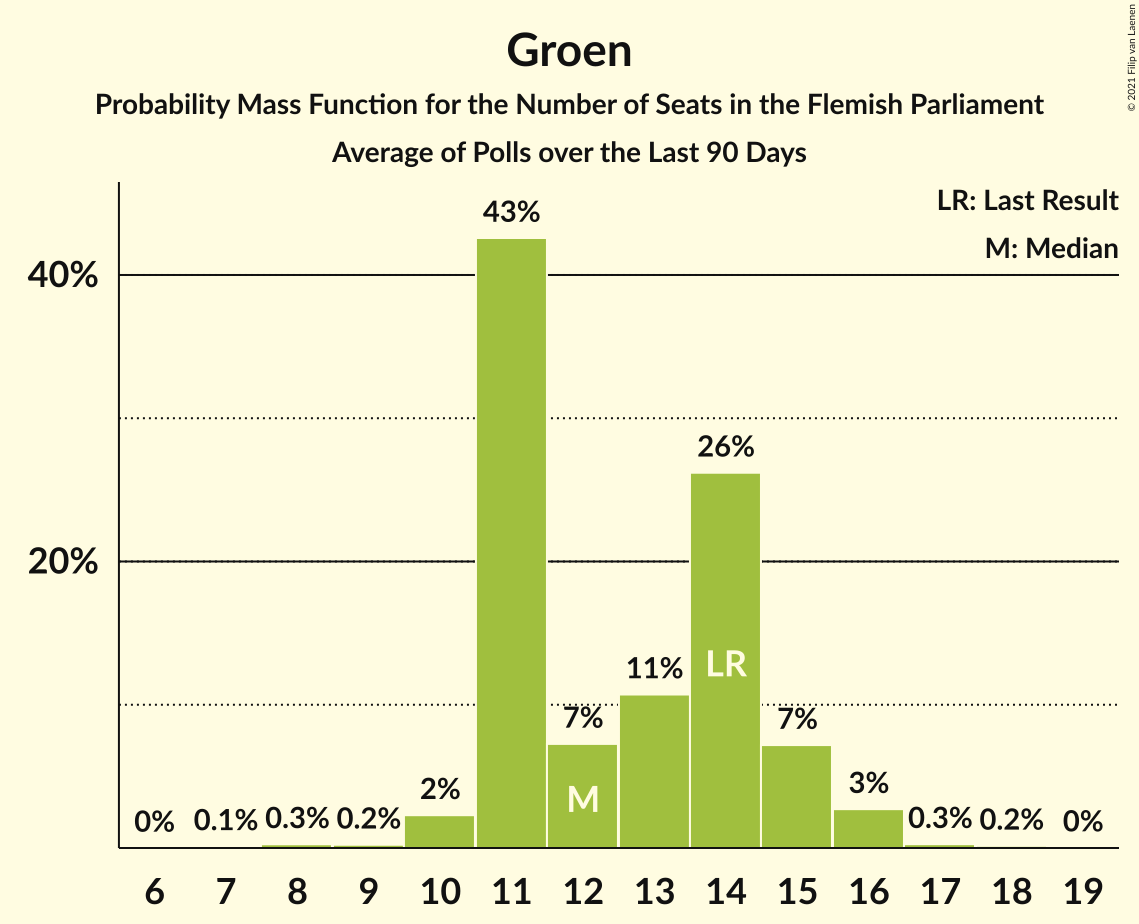 Groen
Probability Mass Function for the Number of Seats in the Flemish Parliament
Average of Polls over the Last 90 Days
© 2021 Filip van Laenen
LR: Last Result
M: Median
40%
20%
0%
0.1%
0.3%
0.2%
2%
43%
7%
11%
26%
7%
3%
0.3%
0.2%
0%
M
LR
6 7 8 9 10 11 12 13 14 15 16 17 18 19